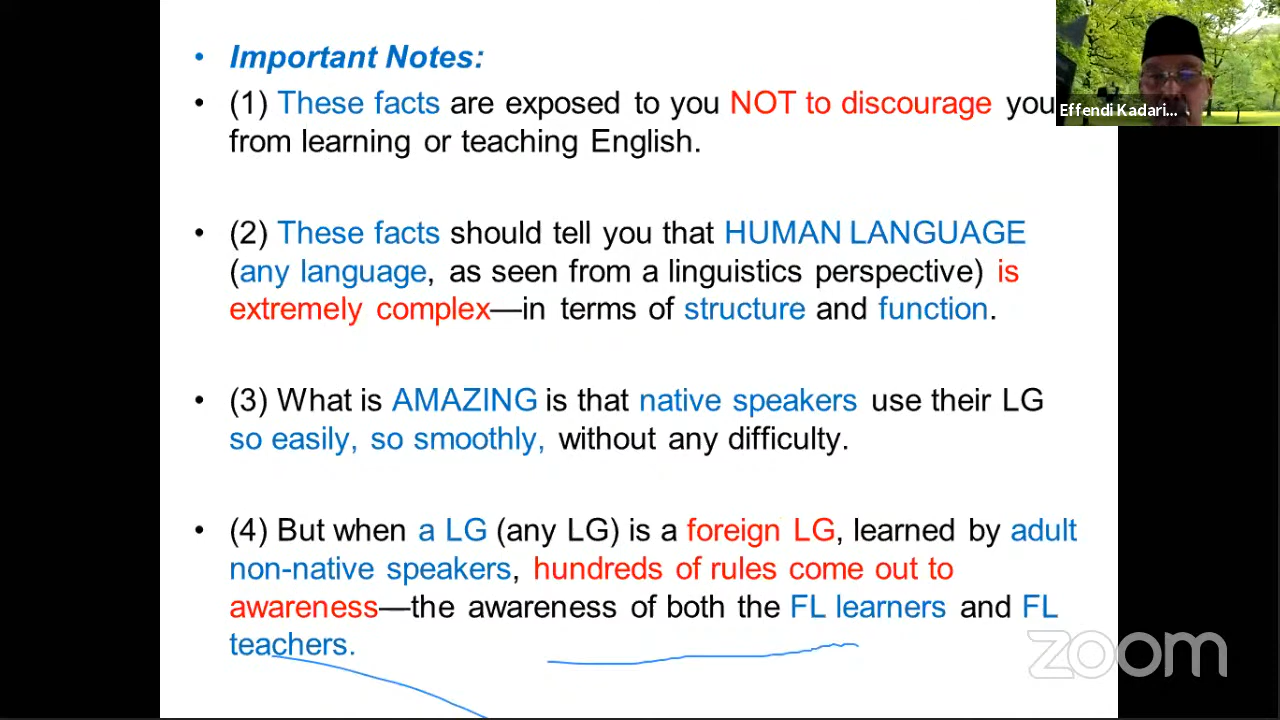 • Important Notes:
• (1) These facts are exposed to you NOT to discourage you
from learning or teaching English.
• (2) These facts should tell you that HUMAN LANGUAGE
(any language, as seen from a linguistics perspective) is
extremely complex—in terms of structure and function.
• (3) What is AMAZING is that native speakers use their LG
so easily, so smoothly, without any difficulty.
• (4) But when a LG (any LG) is a foreign LG, learned by adult
non-native speakers, hundreds of rules come out to
awareness—the awareness of both the FL learners and FL
teachers.
Effendi Kadari...
zoom